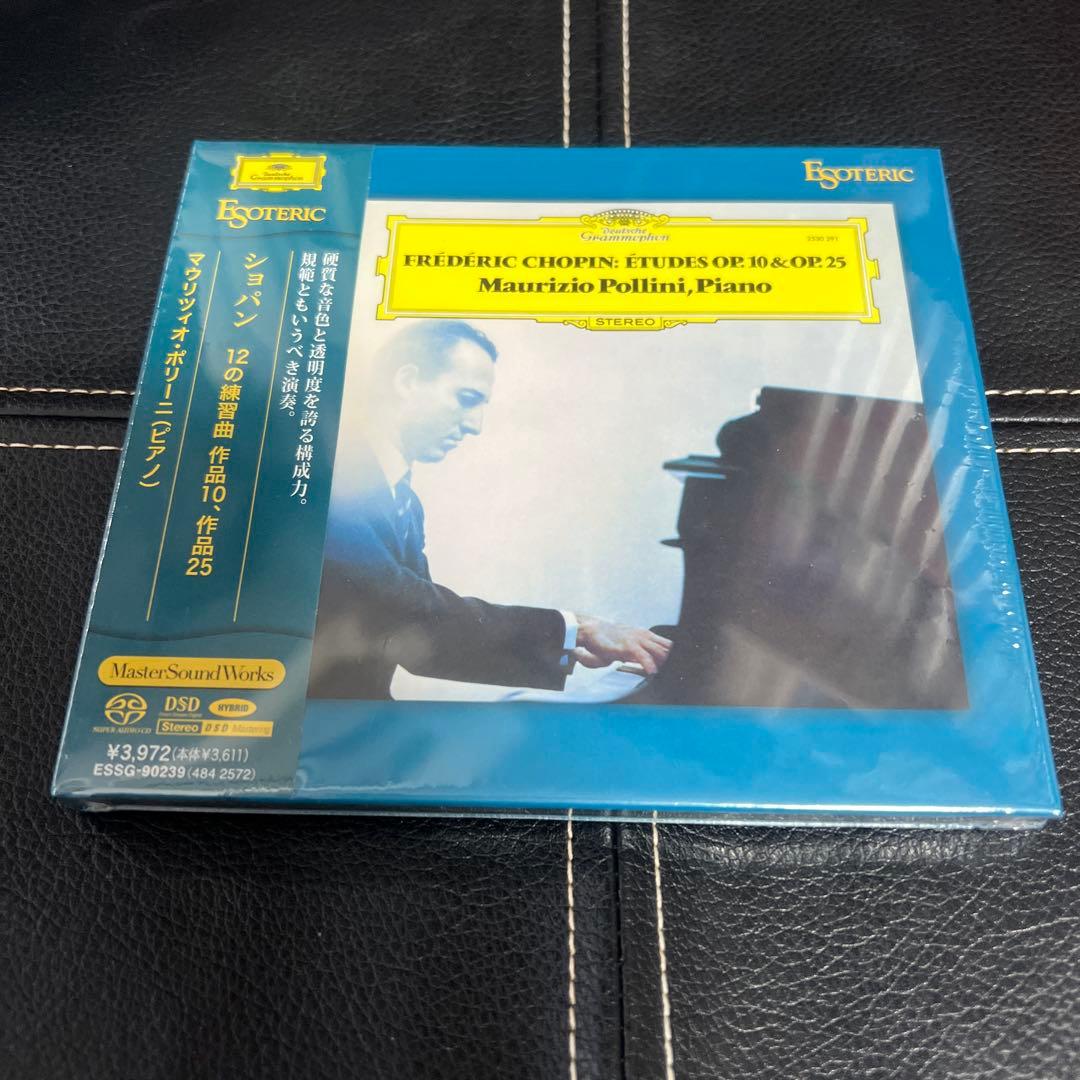 Deutsche
Grammophon
ESOTERIC
ショパン 12の練習曲 作品10、作品25
マウリツィオ・ポリーニ(ピアノ)
硬質な音色と透明度を誇る構成力。
規範ともいうべき演奏。
MasterSoundWorks
SUPER AUDIO CD
DSD
Direct Stream Digital
HYBRID
Stereo
DSD Mastering
¥3,972(本体¥3,611)
ESSG-90239(484 2572)
ESOTERIC
Deutsche
Grammophon
2530 291
FRÉDÉRIC CHOPIN: ÉTUDES OP. 10 & OP. 25
Maurizio Pollini, Piano
STEREO